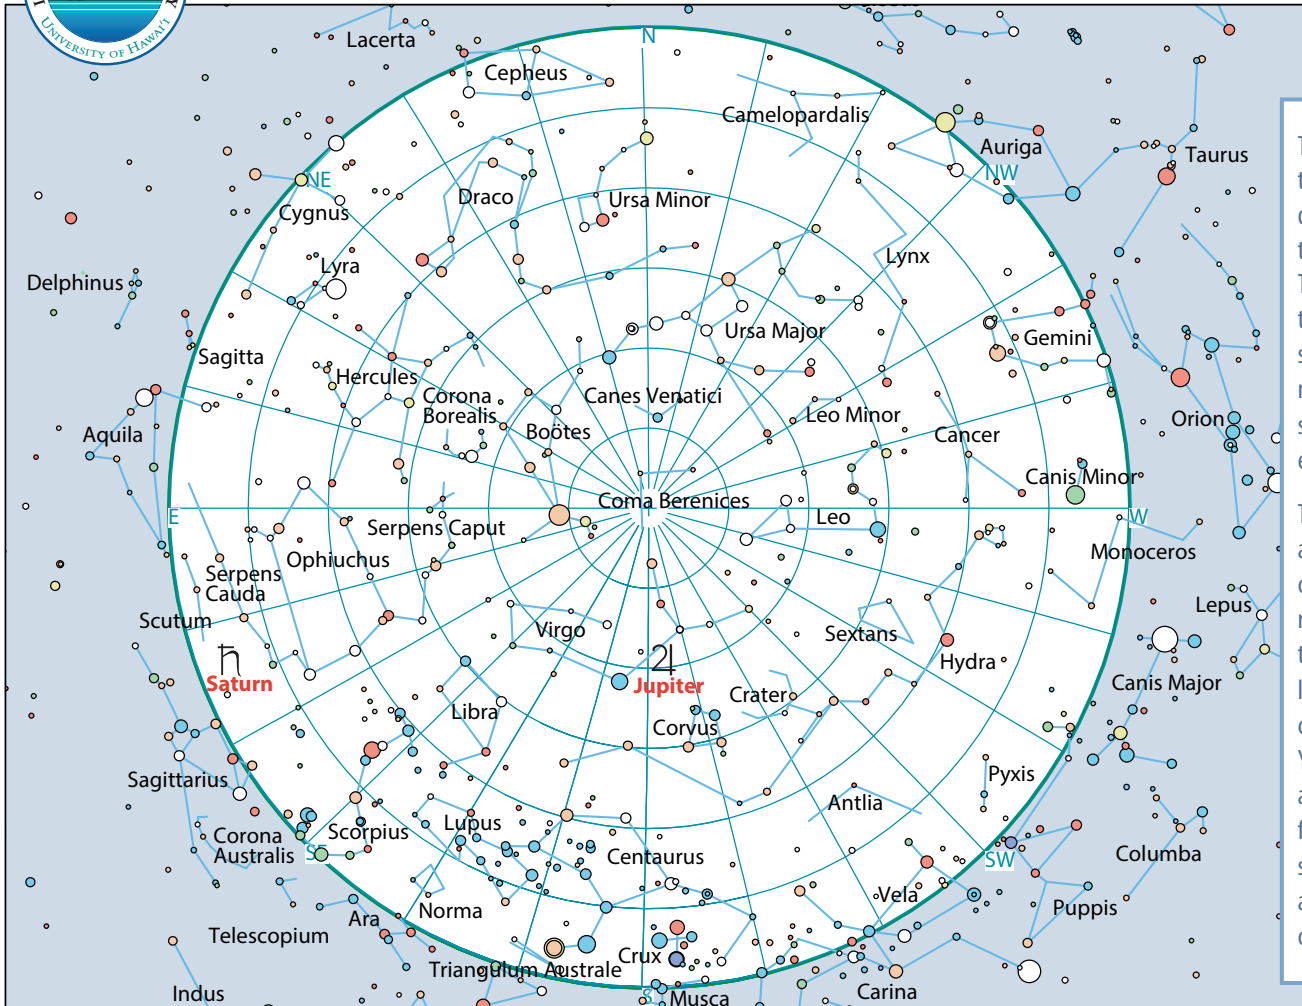 UNIVERSITY OF HAWAI'I
N
Lacerta
Cepheus
Camelopardalis
Auriga
Taurus
NW
NE
Cygnus
Draco
Ursa Minor
Lyra
Lynx
Delphinus
Sagitta
Ursa Major
Gemini
Hercules
Canes Venatici
Corona
Borealis
Leo Minor
Orion
Aquila
Boötes
Cancer
Canis Minor
Coma Berenices
E
Serpens Caput
Leo
W
Ophiuchus
Monoceros
Serpens
Cauda
Lepus
Scutum
Virgo
Sextans
Hydra
♄
Saturn
♃
Jupiter
Canis Major
Crater
Libra
Corvus
Sagittarius
Pyxis
Antlia
Scorpius
Lupus
Corona
Australis
SE
Centaurus
SW
Columba
Vela
Norma
Puppis
Ara
Telescopium
Crux
Triangulum Australe
Indus
S
Musca
Carina